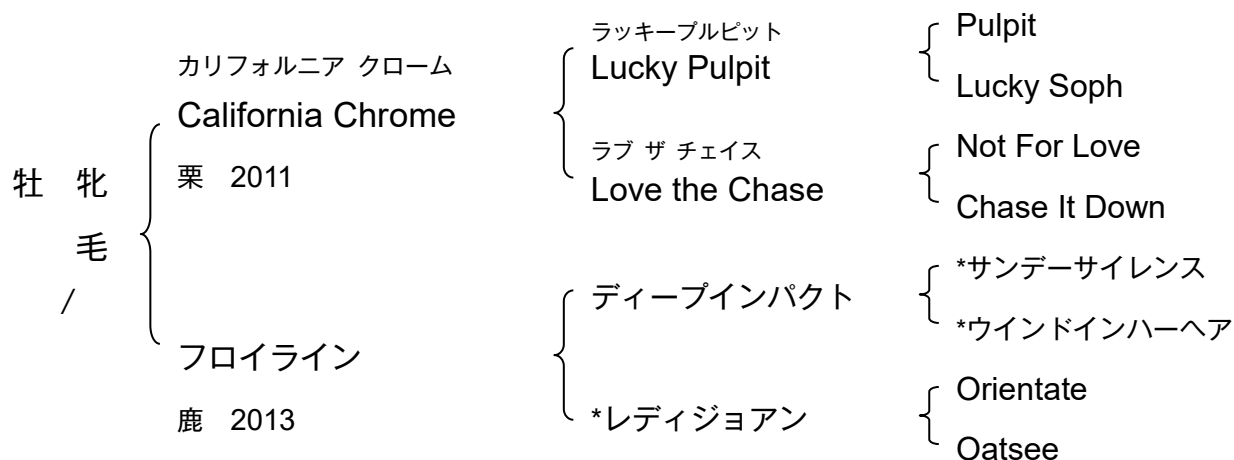 牡 牝
毛
/
カリフォルニア クローム
California Chrome
栗 2011
フロイライン
鹿 2013
ラッキープルピット
Lucky Pulpit
ラブ ザ チェイス
Love the Chase
ディープインパクト
*レディジョアン
Pulpit
Lucky Soph
Not For Love
Chase It Down
*サンデーサイレンス
*ウインドインハーヘア
Orientate
Oatsee